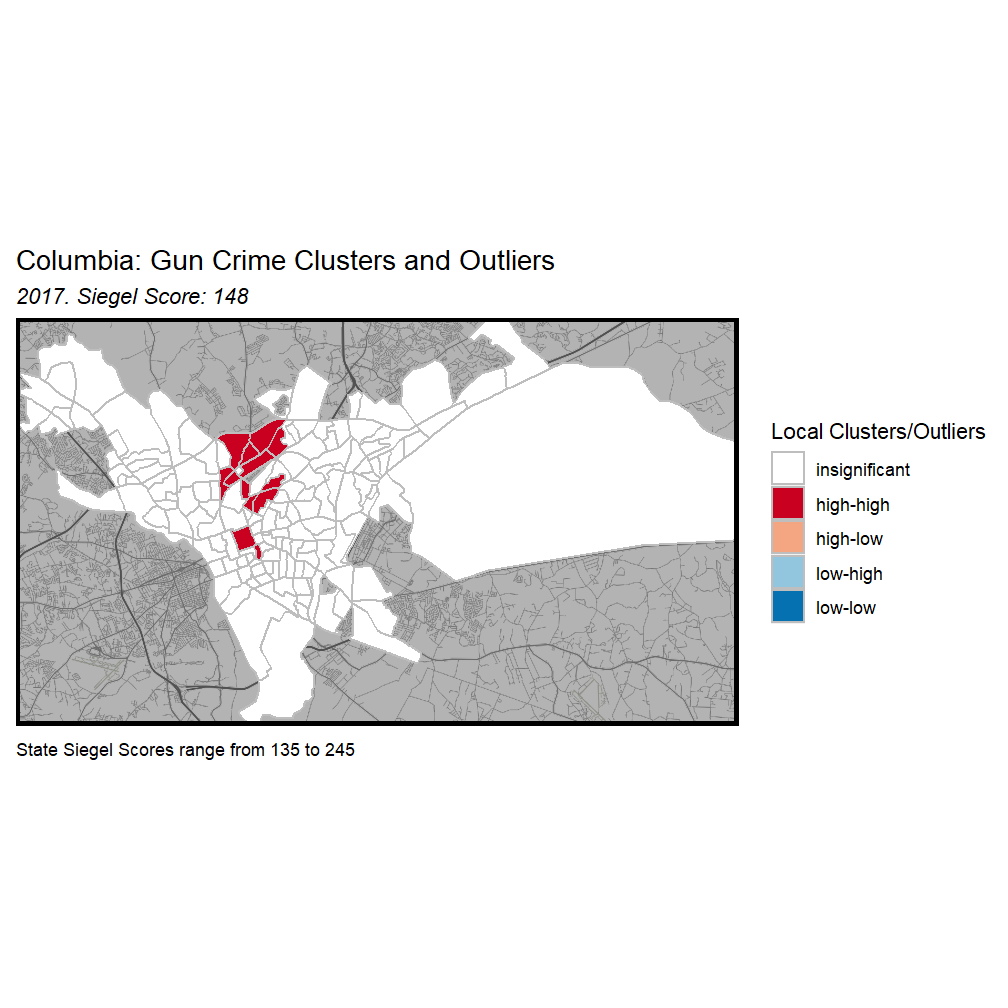 Columbia: Gun Crime Clusters and Outliers
2017. Siegel Score: 148
Local Clusters/Outliers
insignificant
high-high
high-low
low-high
low-low
State Siegel Scores range from 135 to 245